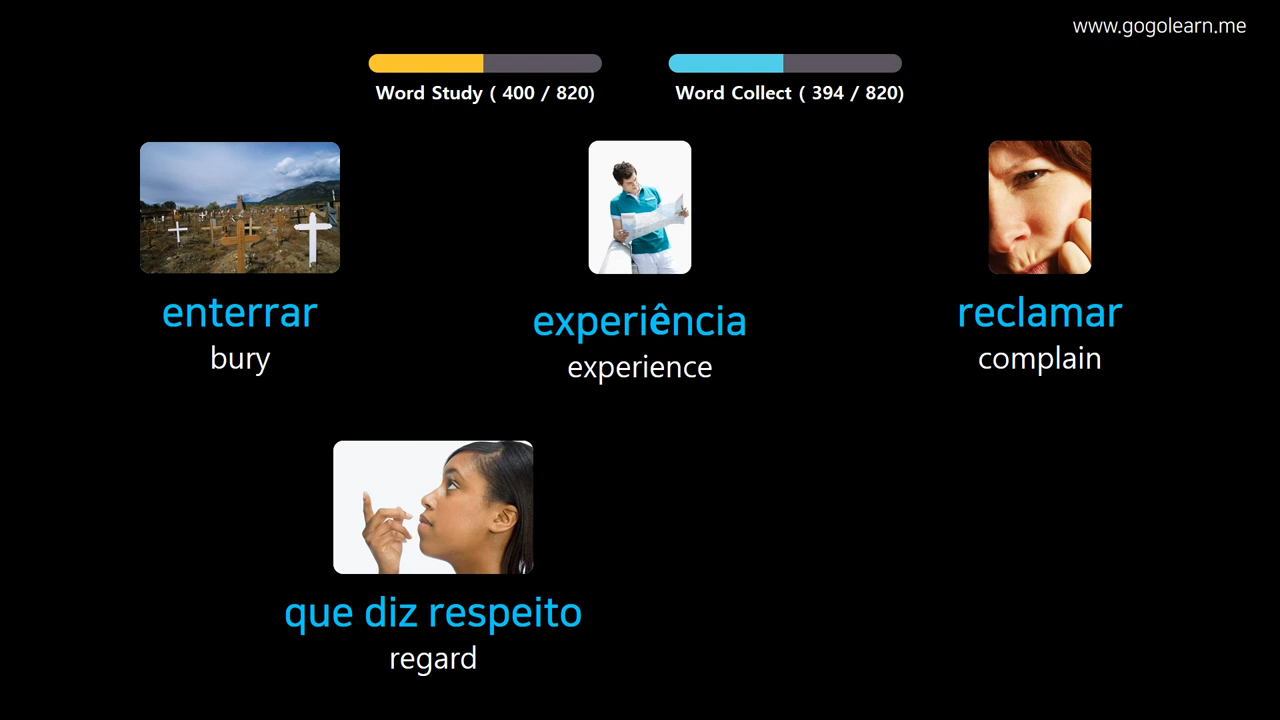 www.gogolearn.me
Word Study ( 400 / 820)
Word Collect ( 394 / 820)
enterrar
bury
experiência
experience
reclamar
complain
que diz respeito
regard